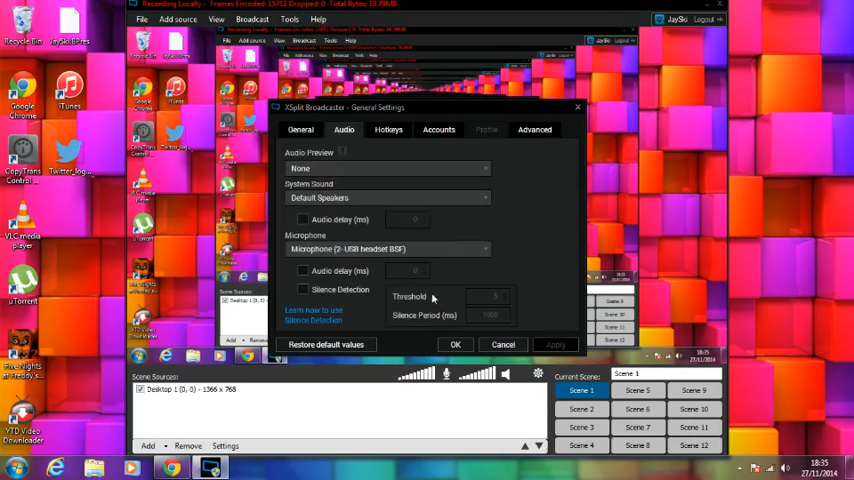 Recording Locally - Frames Encoded: 15711 Dropped: 0 Rate: 19.79MB
File Add source View Broadcast Tools Help
JaySki Logout
Recycle Bin
JaySki.BPres
Google Chrome
iTunes
CopyTrans Control ...
Twitter_log...
VLC media player
uTorrent
Five Nights at Freddy's...
YTD Video Downloader
XSplit Broadcaster - General Settings
General Audio Hotkeys Accounts Profile Advanced
Audio Preview
None
System Sound
Default Speakers
Audio delay (ms) 0
Microphone
Microphone (2- USB headset BSF)
Audio delay (ms) 0
Silence Detection
Threshold 5
Learn how to use
Silence Detection
Silence Period (ms) 1000
Restore default values OK Cancel Apply
Scene Sources:
Desktop 1 (0, 0) - 1366 x 768
Add Remove Settings
Current Scene: Scene 1
Scene 1 Scene 5 Scene 9
Scene 2 Scene 6 Scene 10
Scene 3 Scene 7 Scene 11
Scene 4 Scene 8 Scene 12
18:35
27/11/2014